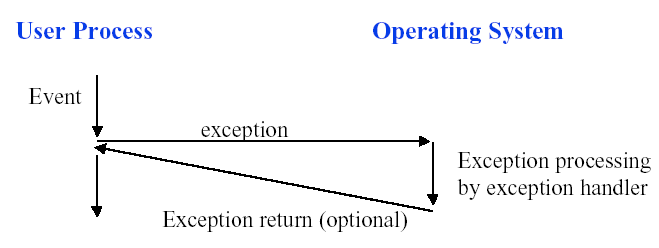 User Process
Operating System
Event
exception
Exception processing
by exception handler
Exception return (optional)